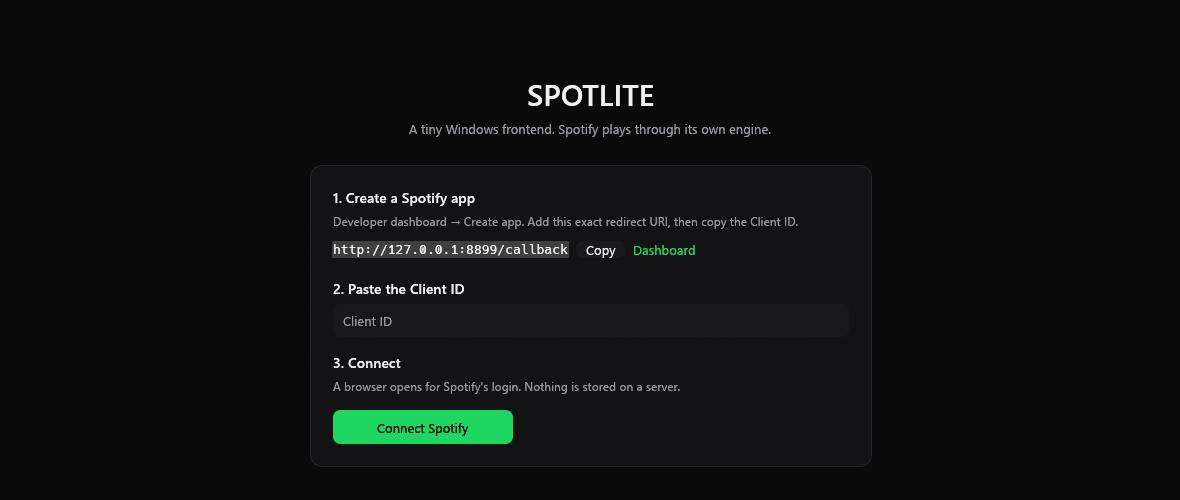 SPOTLITE
A tiny Windows frontend. Spotify plays through its own engine.
1. Create a Spotify app
Developer dashboard → Create app. Add this exact redirect URI, then copy the Client ID.
http://127.0.0.1:8899/callback Copy Dashboard
2. Paste the Client ID
Client ID
3. Connect
A browser opens for Spotify's login. Nothing is stored on a server.
Connect Spotify